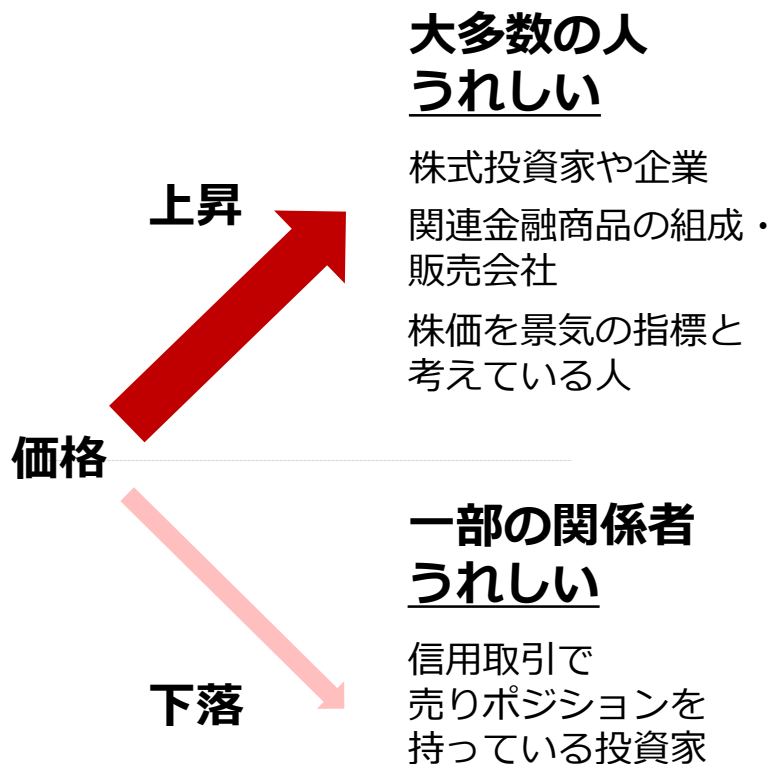 大多数の人
うれしい
株式投資家や企業
関連金融商品の組成・
販売会社
株価を景気の指標と
考えている人
上昇
価格
一部の関係者
うれしい
信用取引で
売りポジションを
持っている投資家
下落